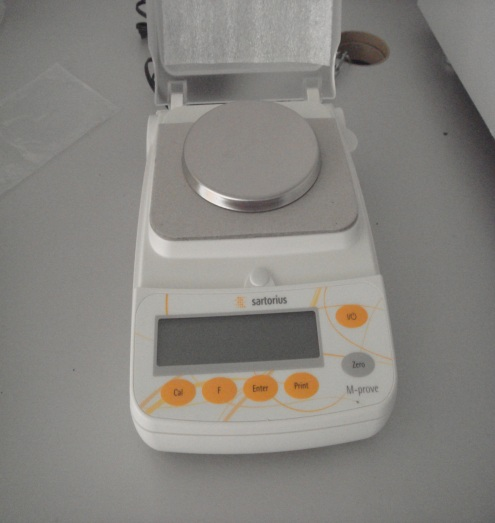 sartorius
I/O
Zero
Cal
F
Enter
Print
M-prove